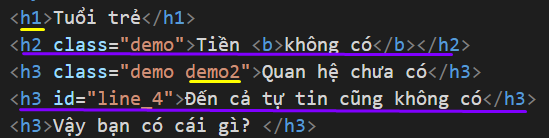 <h1>Tuổi trẻ</h1>
<h2 class="demo">Tiền <b>không có</b></h2>
<h3 class="demo demo2">Quan hệ chưa có</h3>
<h3 id="line_4">Đến cả tự tin cũng không có</h3>
<h3>Vậy bạn có cái gì? </h3>